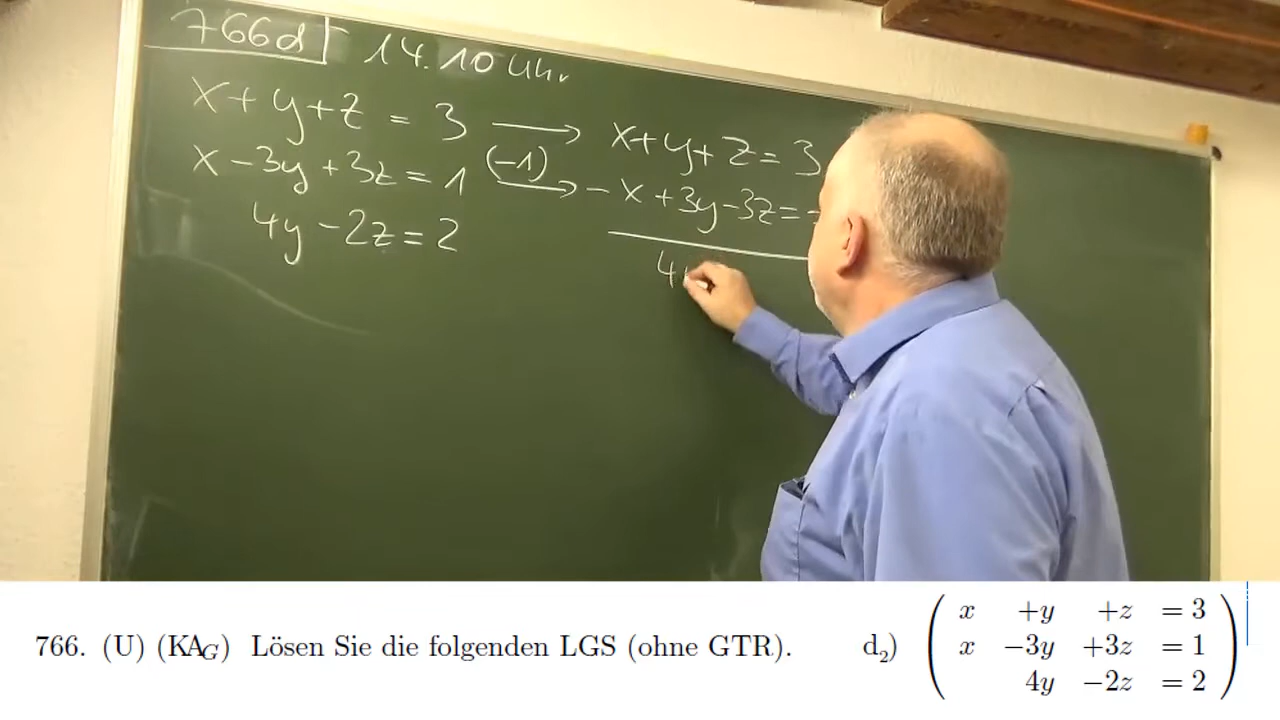 766d 14.10 Uhr
x+y+z = 3 → x+y+z=3
x-3y+3z=1 (-1) → -x+3y-3z=-
4y-2z=2
4
766. (U) (KA_G) Lösen Sie die folgenden LGS (ohne GTR). d₂)
x +y +z = 3
x −3y +3z = 1
4y −2z = 2